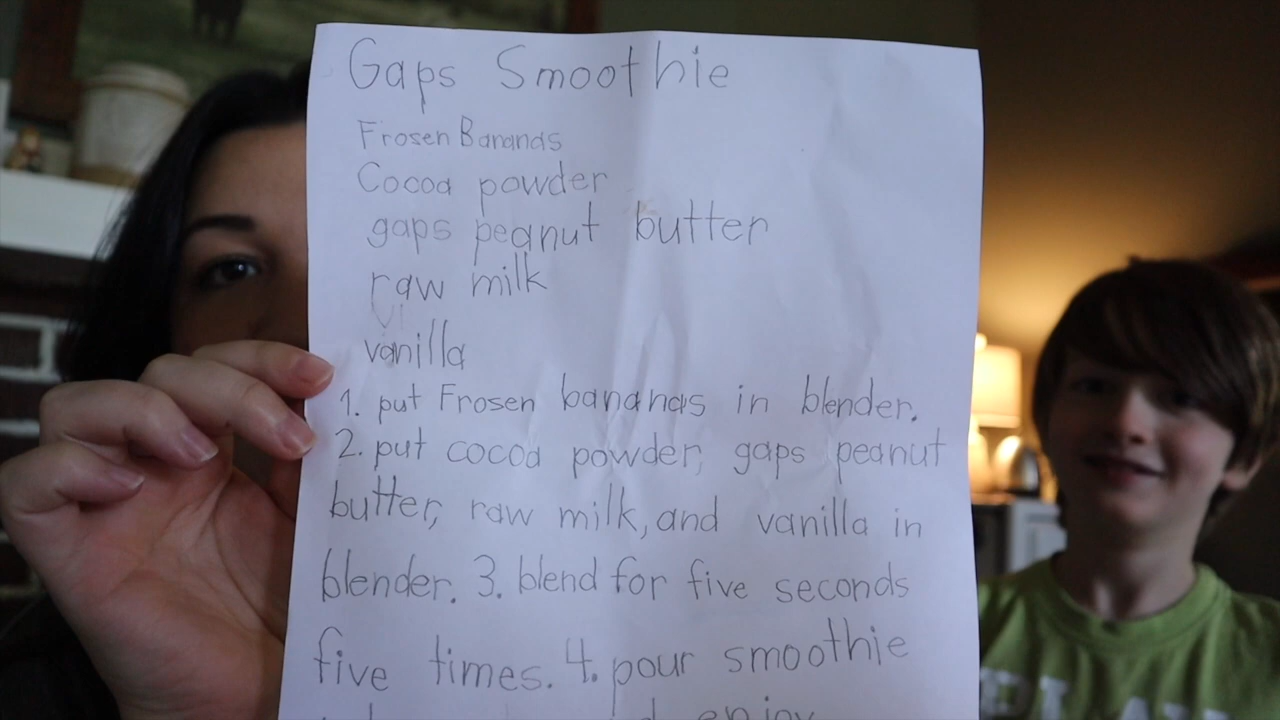 Gaps Smoothie
Frosen Bananas
Cocoa powder
gaps peanut butter
raw milk
vanilla
1. put Frosen bananas in blender.
2. put cocoa powder, gaps peanut
butter, raw milk, and vanilla in
blender. 3. blend for five seconds
five times. 4. pour smoothie
enjoy